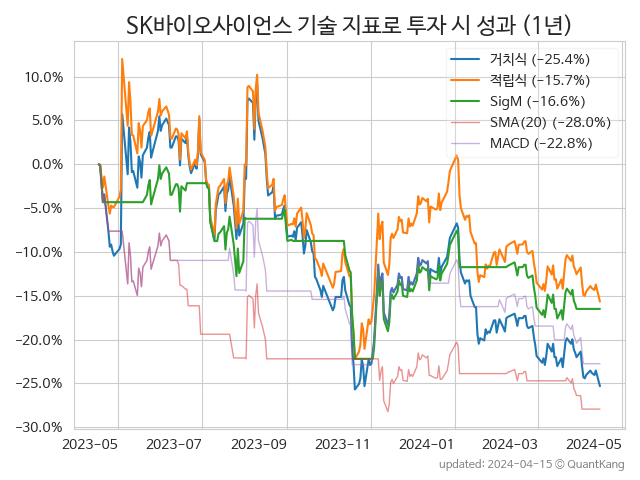 SK바이오사이언스 기술 지표로 투자 시 성과 (1년)
거치식 (−25.4%)
적립식 (−15.7%)
SigM (−16.6%)
SMA(20) (−28.0%)
MACD (−22.8%)
10.0%
5.0%
0.0%
−5.0%
−10.0%
−15.0%
−20.0%
−25.0%
−30.0%
2023−05 2023−07 2023−09 2023−11 2024−01 2024−03 2024−05
updated: 2024−04−15 © QuantKang